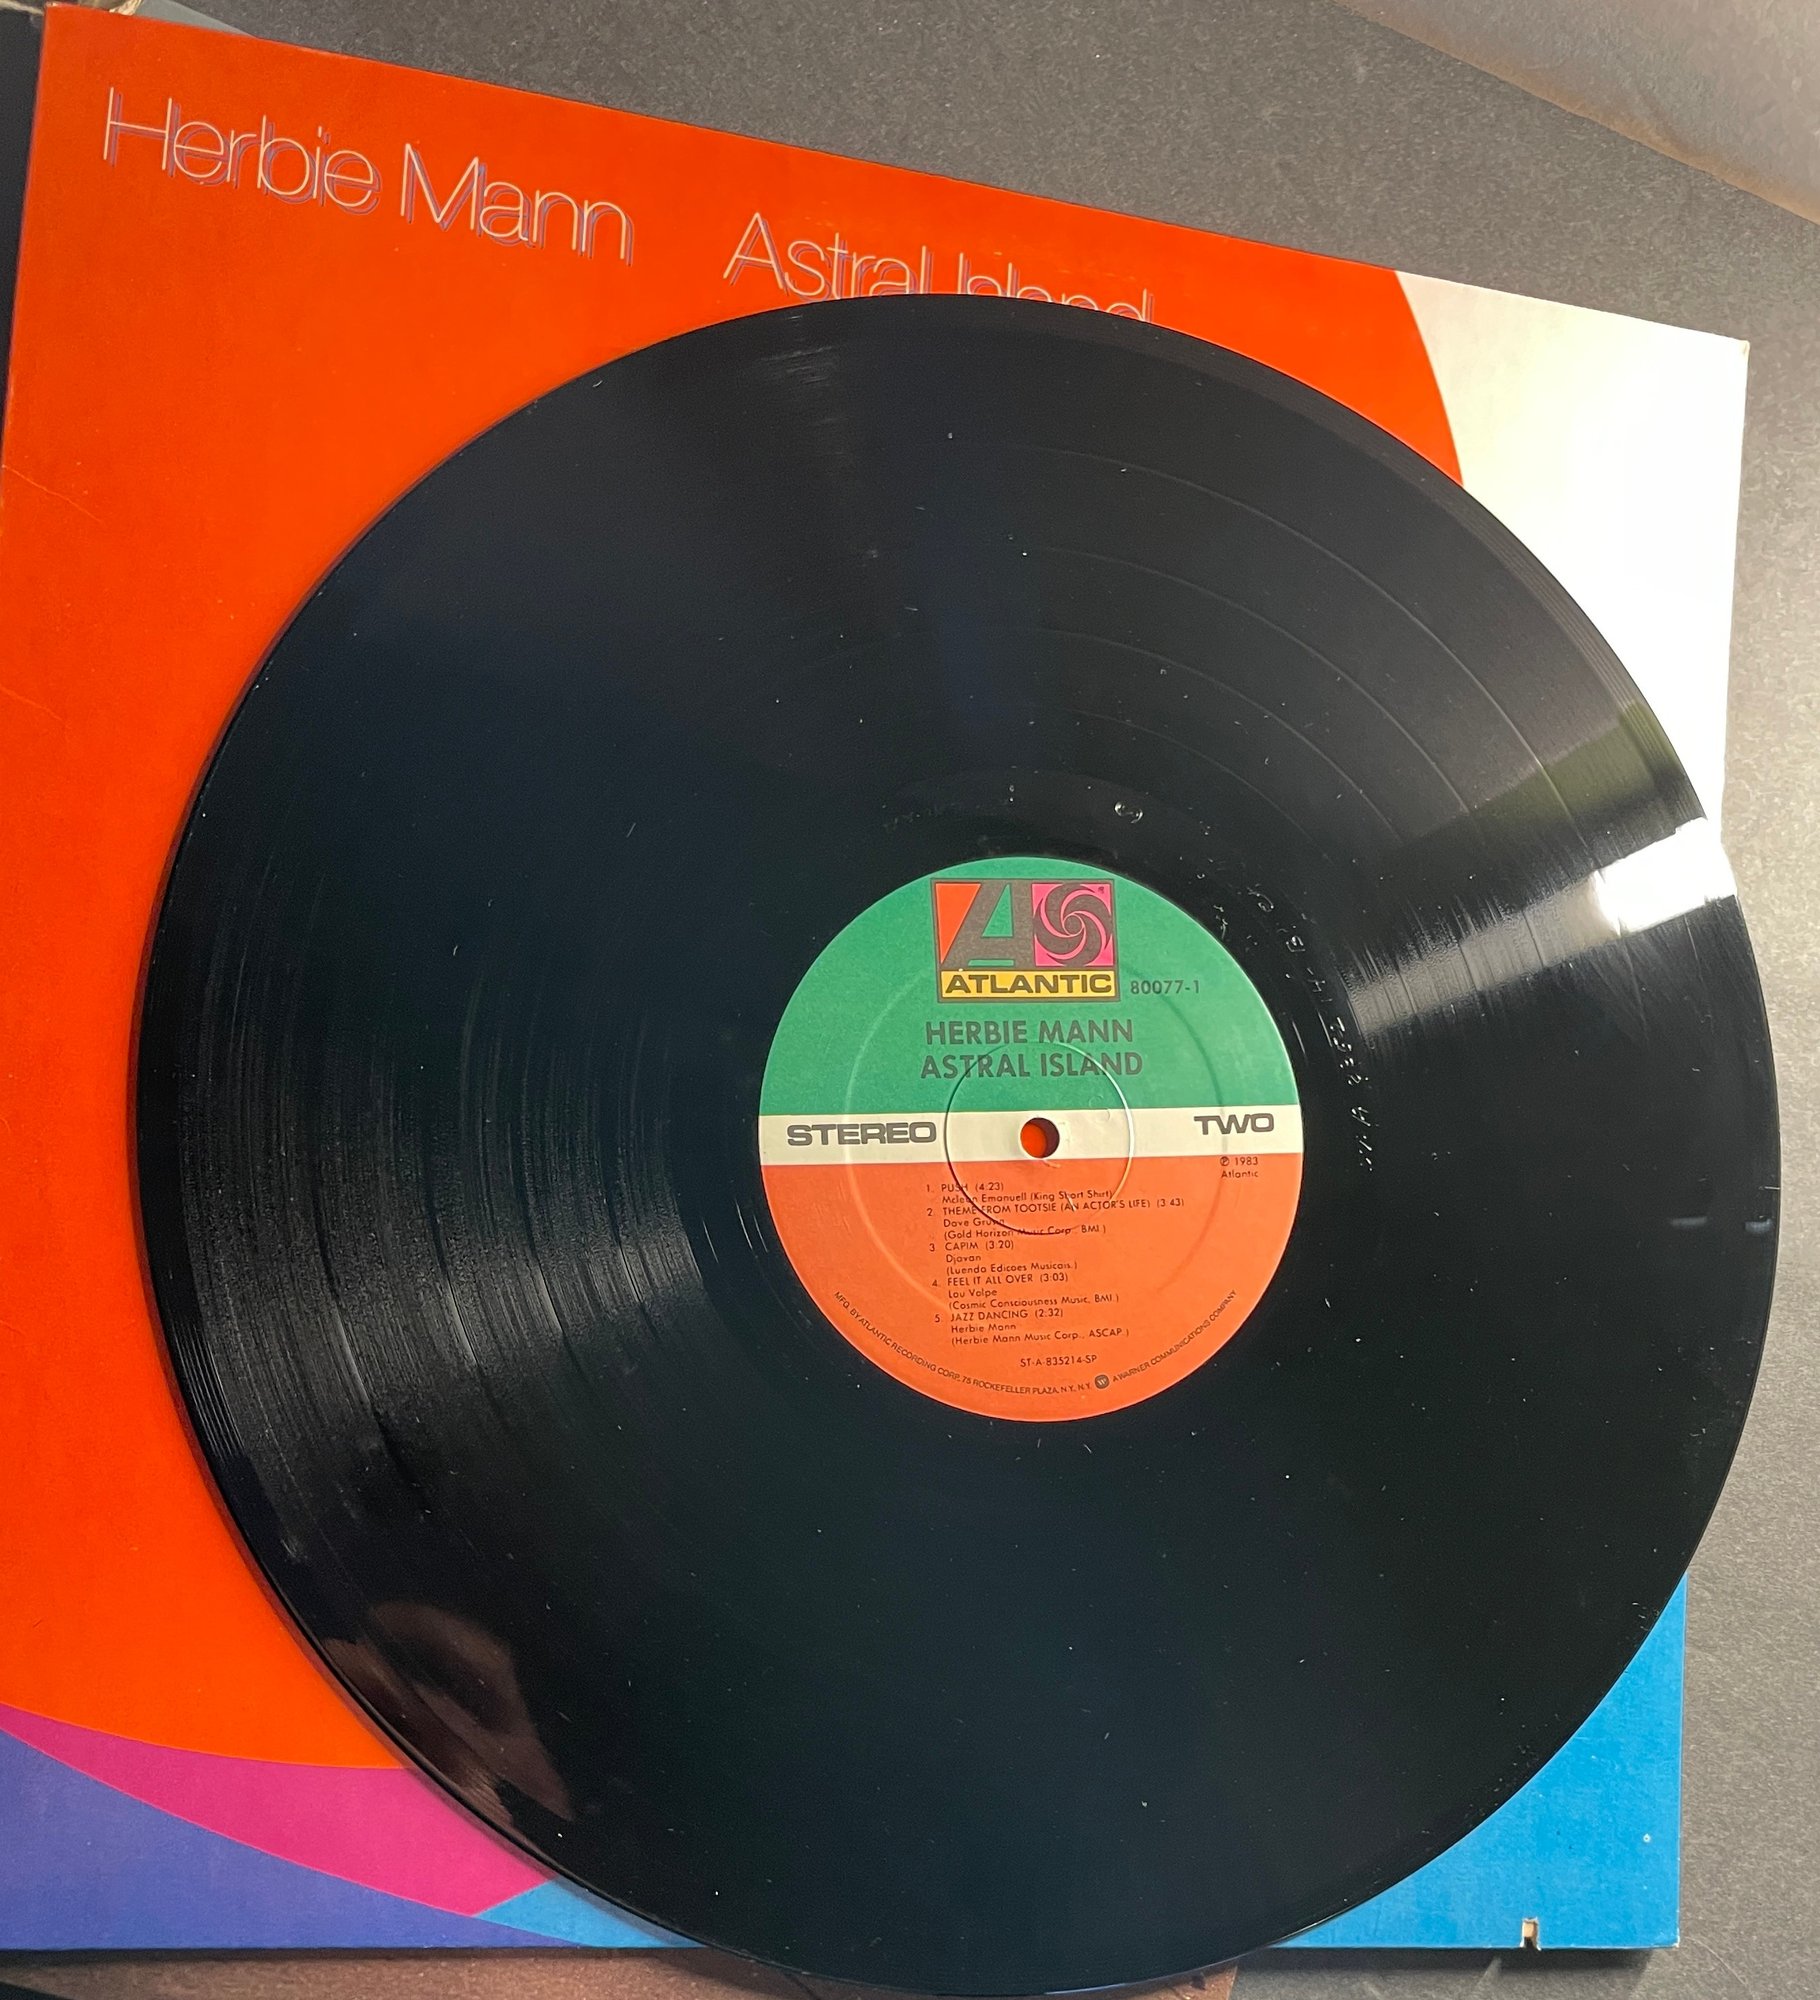 Herbie Mann Astral Island
ATLANTIC
®
80077-1
HERBIE MANN
ASTRAL ISLAND
STEREO
TWO
℗ 1983
Atlantic
1. PUSH (4:23)
Mclean Emanuell (King Short Shirt)
2. THEME FROM TOOTSIE (AN ACTOR'S LIFE) (3:43)
Dave Grusin
(Gold Horizon Music Corp., BMI.)
3. CAPIM (3:20)
Djavan
(Luenda Edicoes Musicais.)
4. FEEL IT ALL OVER (3:03)
Lou Volpe
(Cosmic Consciousness Music, BMI.)
5. JAZZ DANCING (2:32)
Herbie Mann
(Herbie Mann Music Corp., ASCAP.)
ST-A-835214-SP
MFG. BY ATLANTIC RECORDING CORP., 75 ROCKEFELLER PLAZA, N.Y., N.Y. W A WARNER COMMUNICATIONS COMPANY